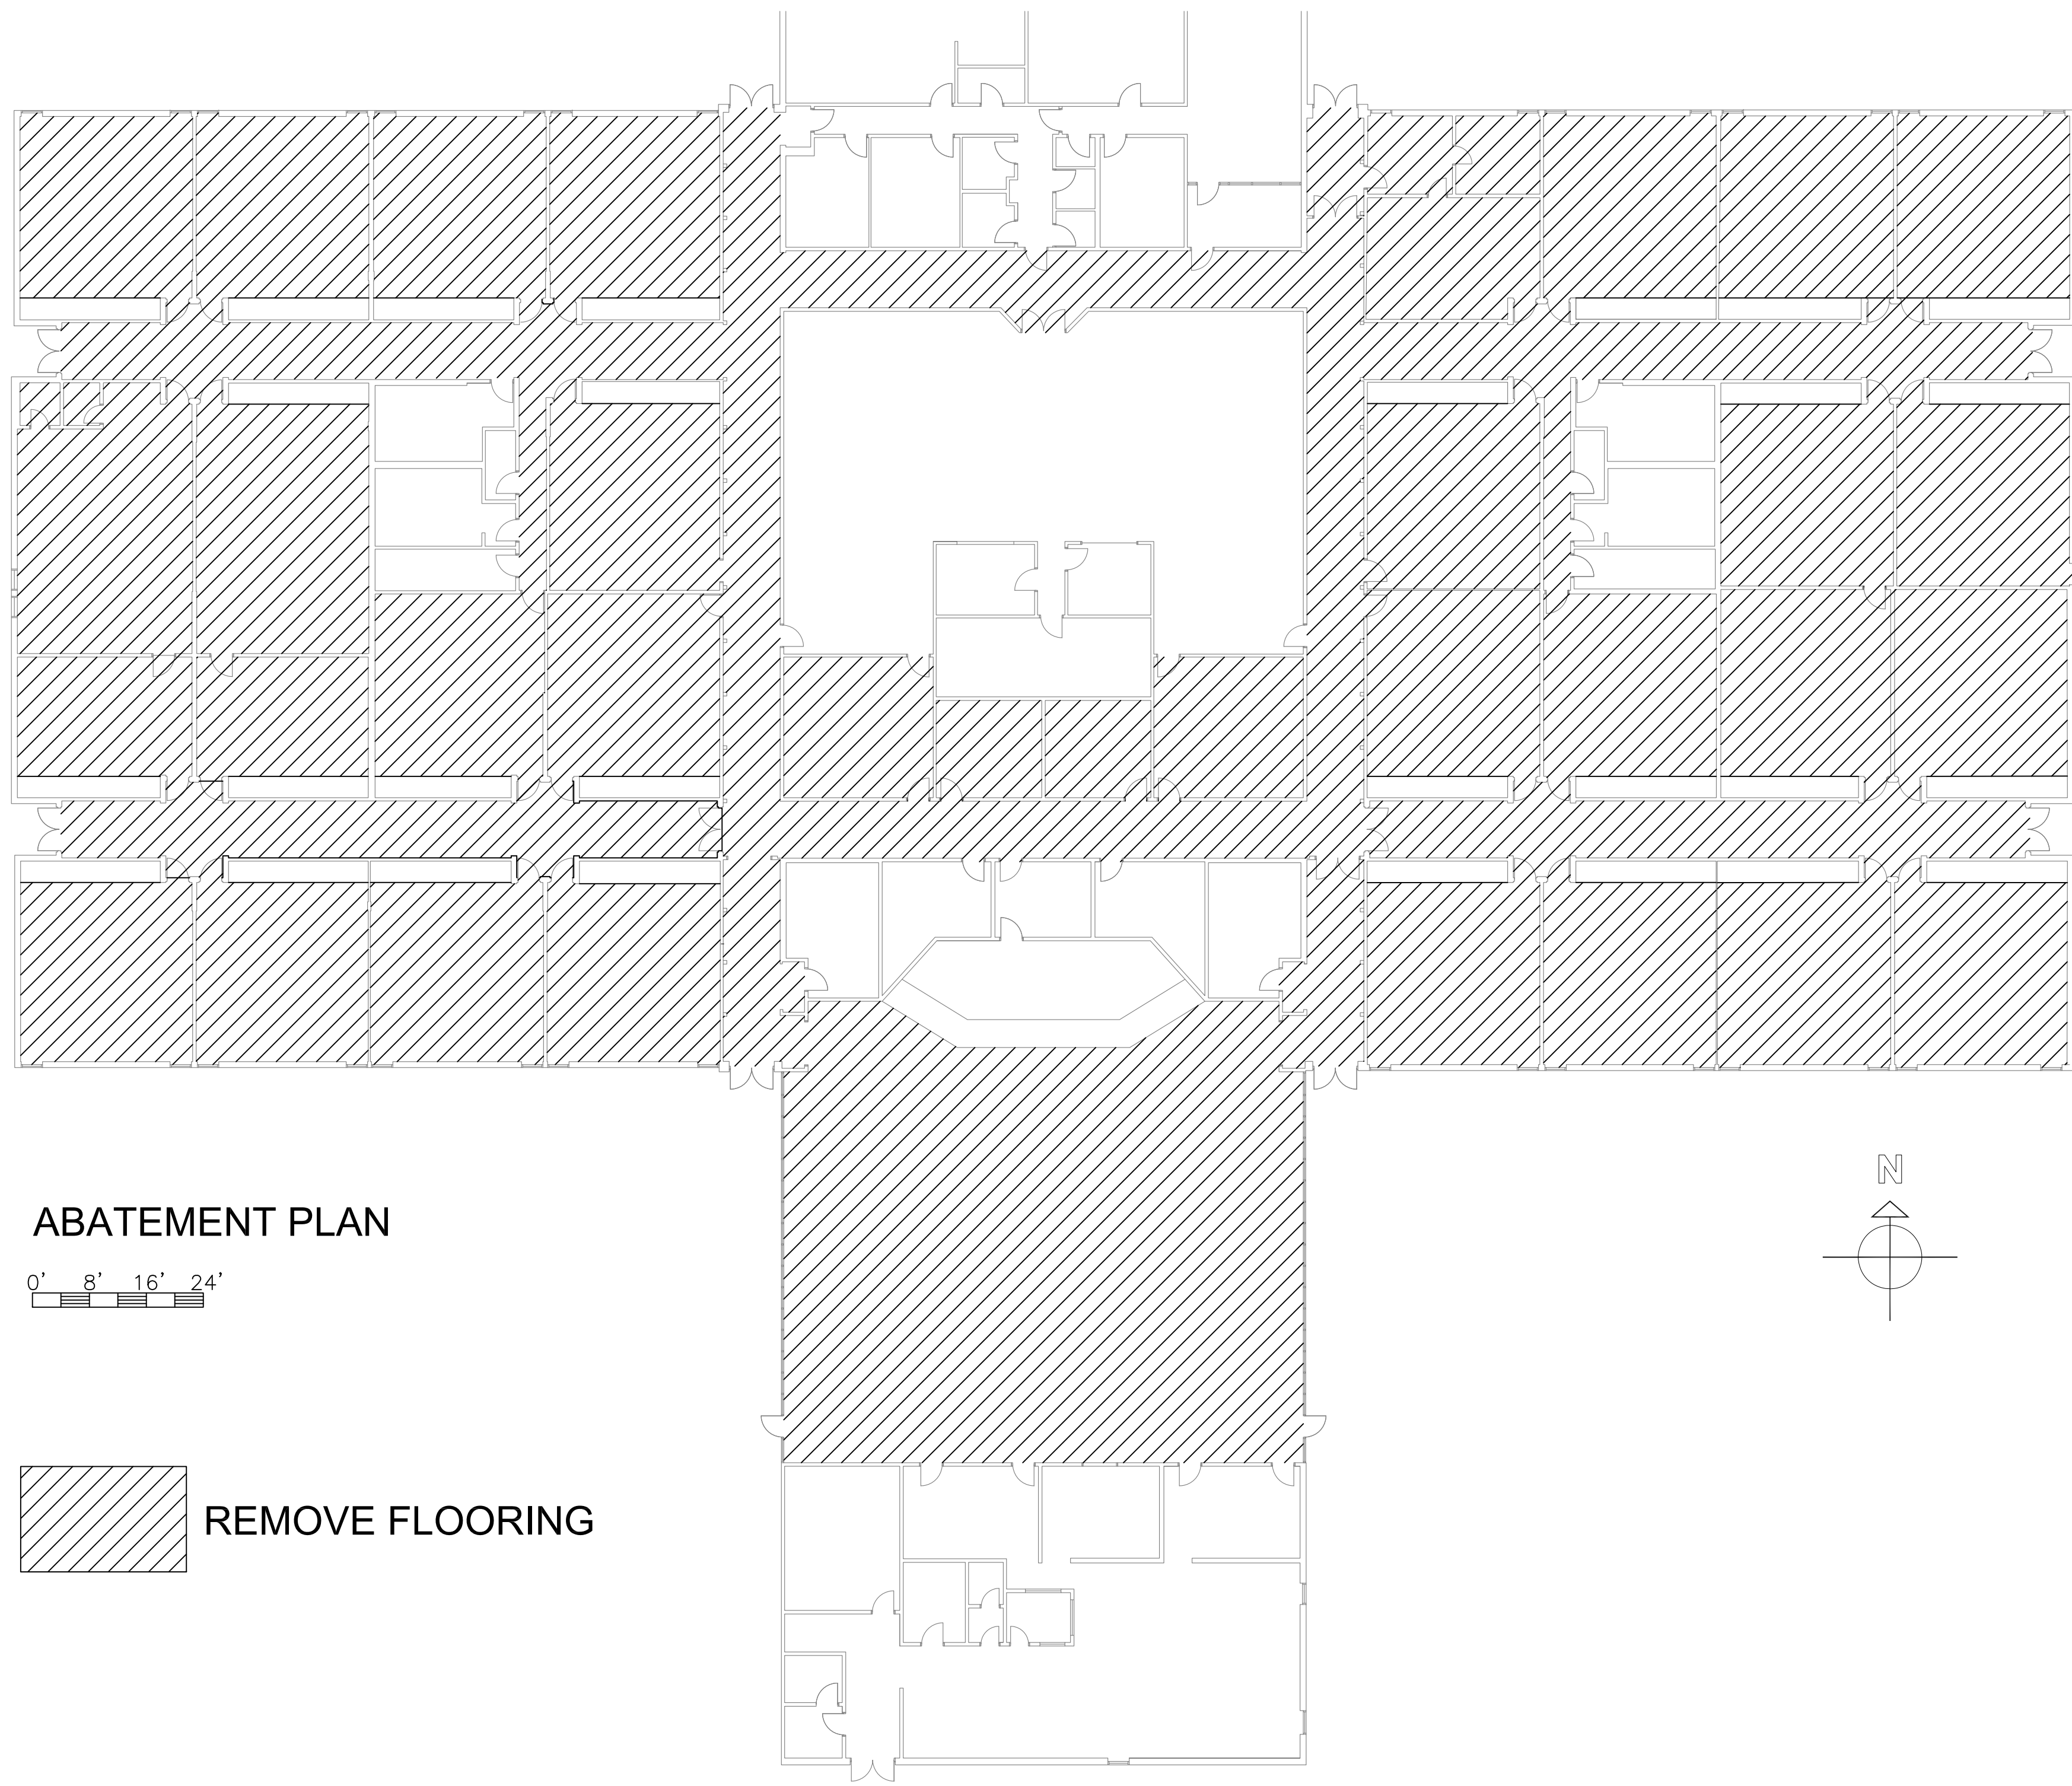 N
ABATEMENT PLAN
0' 8' 16' 24'
REMOVE FLOORING